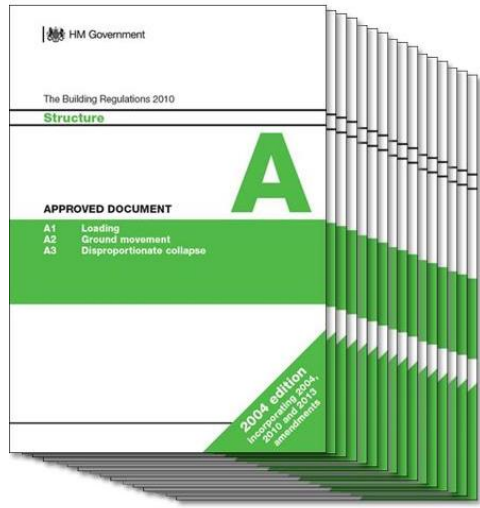 HM Government
The Building Regulations 2010
Structure
A
APPROVED DOCUMENT
A1 Loading
A2 Ground movement
A3 Disproportionate collapse
2004 edition
incorporating 2004,
2010 and 2013
amendments